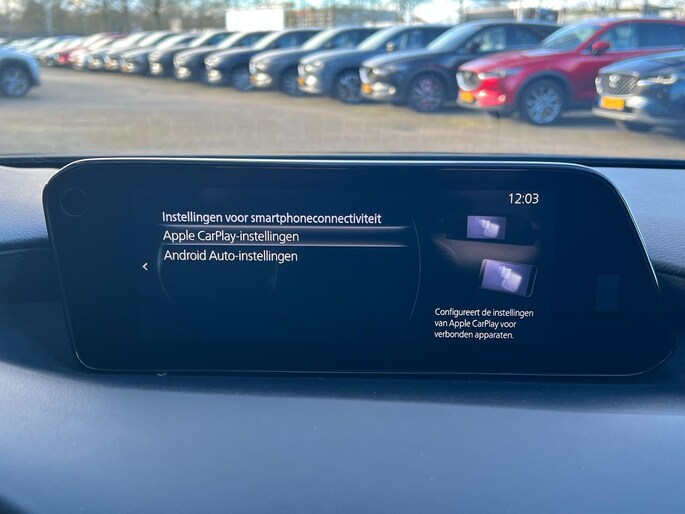 12:03
Instellingen voor smartphoneconnectiviteit
Apple CarPlay-instellingen
Android Auto-instellingen
Configureert de instellingen
van Apple CarPlay voor
verbonden apparaten.